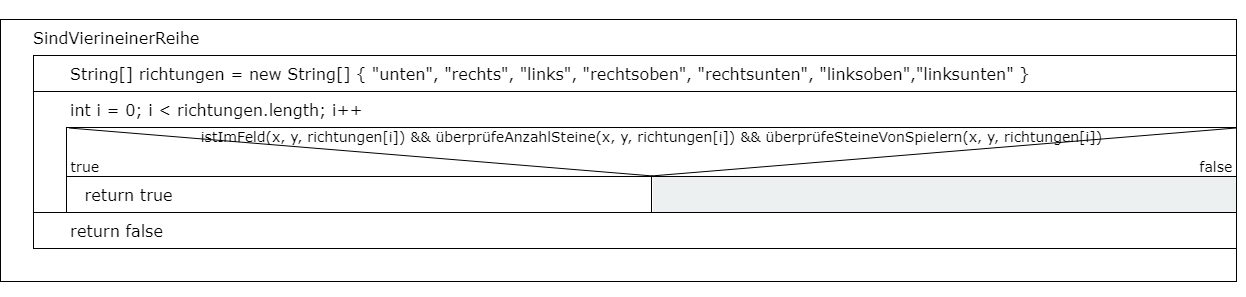 SindVierineinerReihe
String[] richtungen = new String[] { "unten", "rechts", "links", "rechtsoben", "rechtsunten", "linksoben","linksunten" }
int i = 0; i < richtungen.length; i++
istImFeld(x, y, richtungen[i]) && überprüfeAnzahlSteine(x, y, richtungen[i]) && überprüfeSteineVonSpielern(x, y, richtungen[i])
true
false
return true
return false